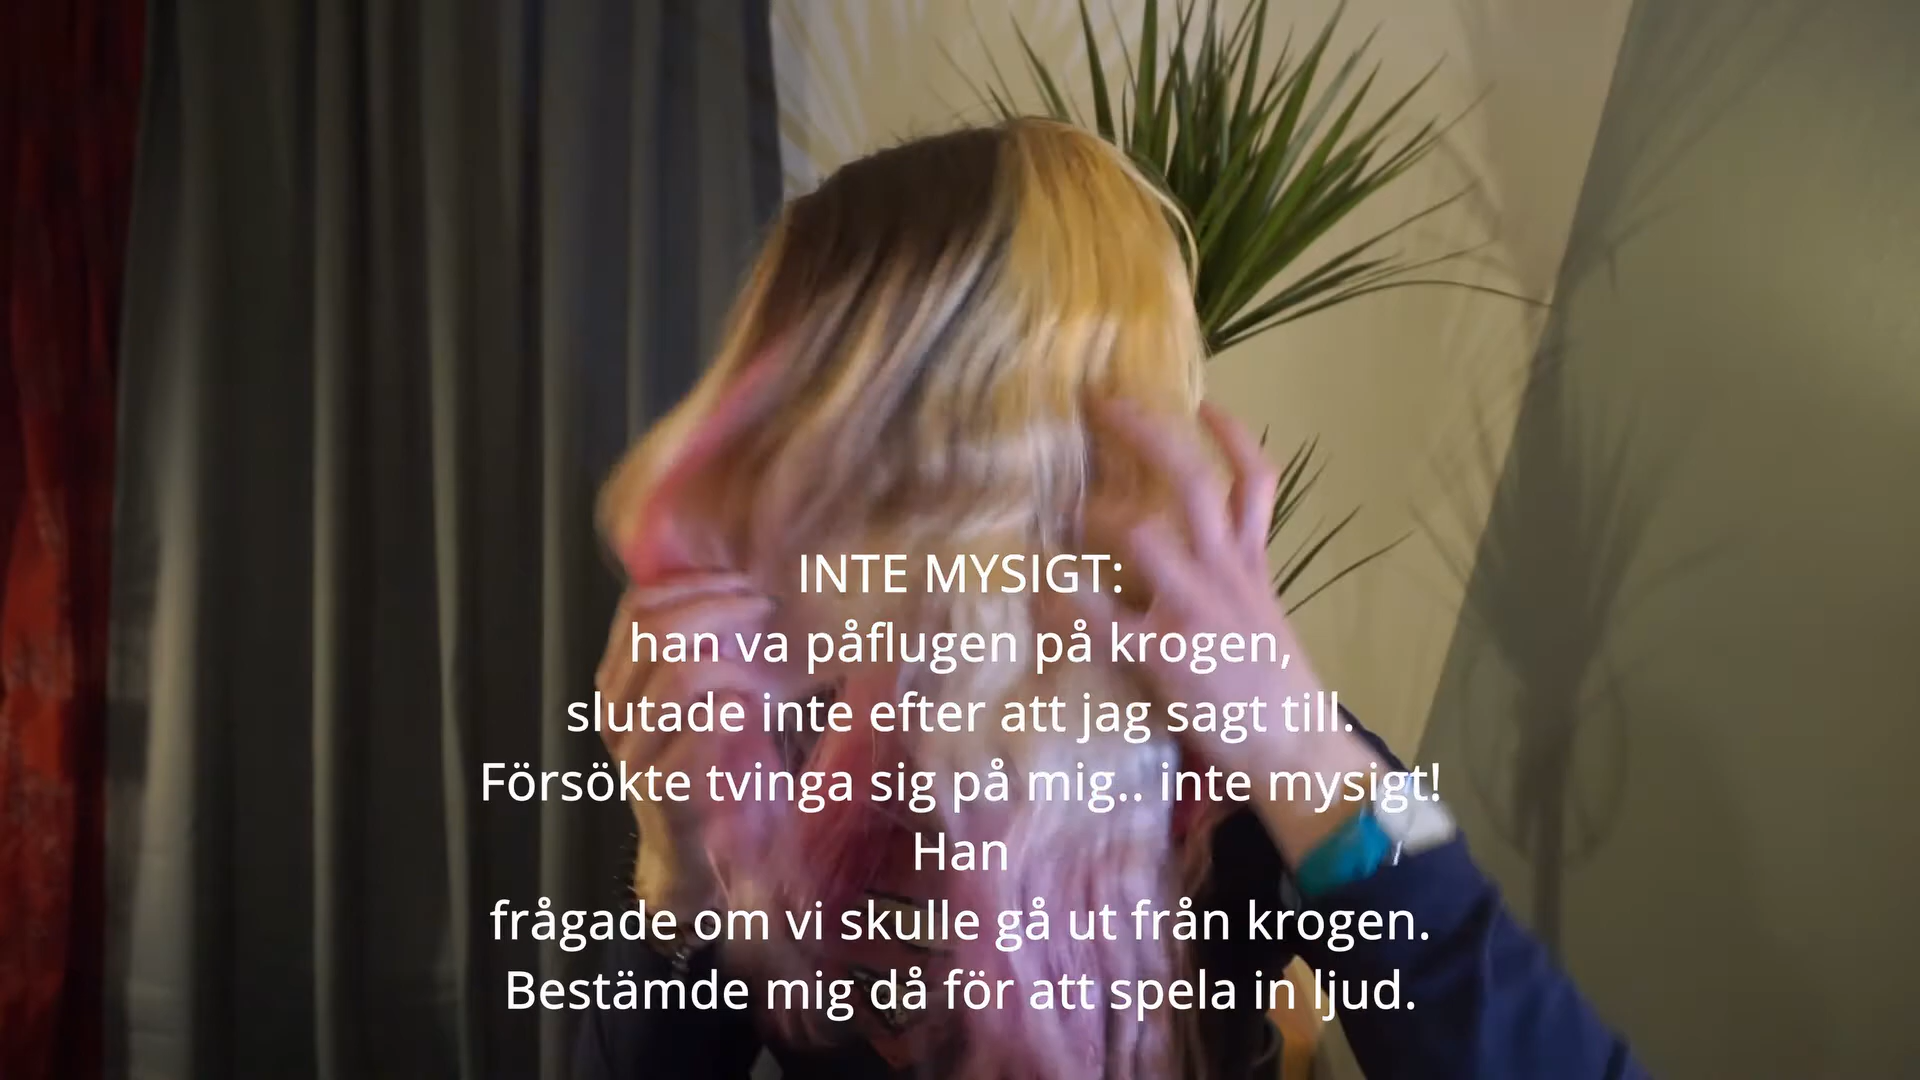 INTE MYSIGT:
han va påflugen på krogen,
slutade inte efter att jag sagt till.
Försökte tvinga sig på mig.. inte mysigt!
Han
frågade om vi skulle gå ut från krogen.
Bestämde mig då för att spela in ljud.